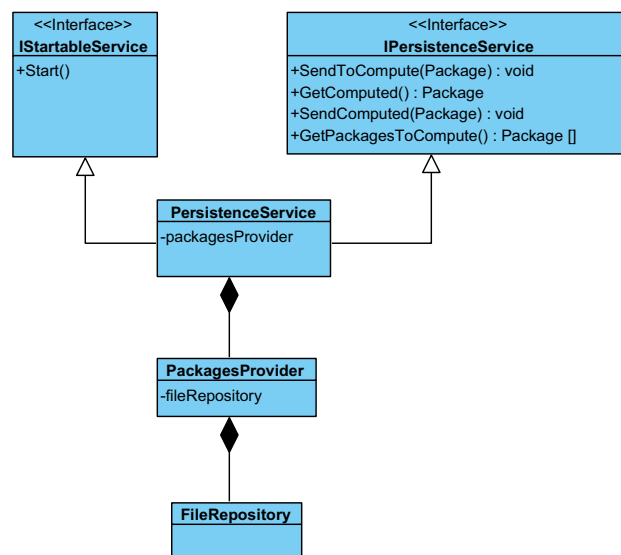 <<Interface>>
IStartableService
+Start()
<<Interface>>
IPersistenceService
+SendToCompute(Package) : void
+GetComputed() : Package
+SendComputed(Package) : void
+GetPackagesToCompute() : Package []
PersistenceService
-packagesProvider
PackagesProvider
-fileRepository
FileRepository